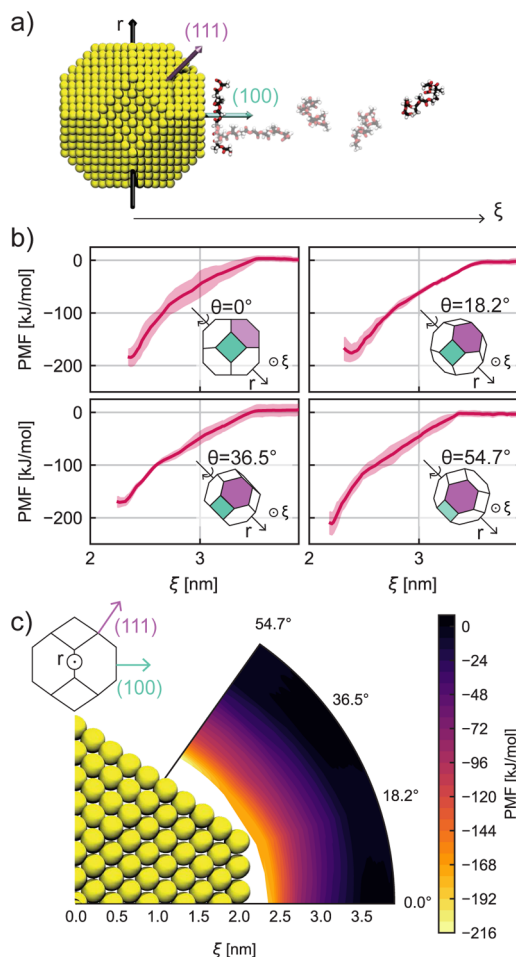 a)
r
(111)
(100)
ξ
b)
PMF [kJ/mol]
0
−100
−200
θ=0°
ξ
r
θ=18.2°
ξ
r
PMF [kJ/mol]
0
−100
−200
θ=36.5°
ξ
r
θ=54.7°
ξ
r
2
3
2
3
ξ [nm]
ξ [nm]
c)
(111)
r
(100)
54.7°
36.5°
18.2°
0.0°
0
−24
−48
−72
−96
−120
−144
−168
−192
−216
PMF [kJ/mol]
0.0
0.5
1.0
1.5
2.0
2.5
3.0
3.5
ξ [nm]